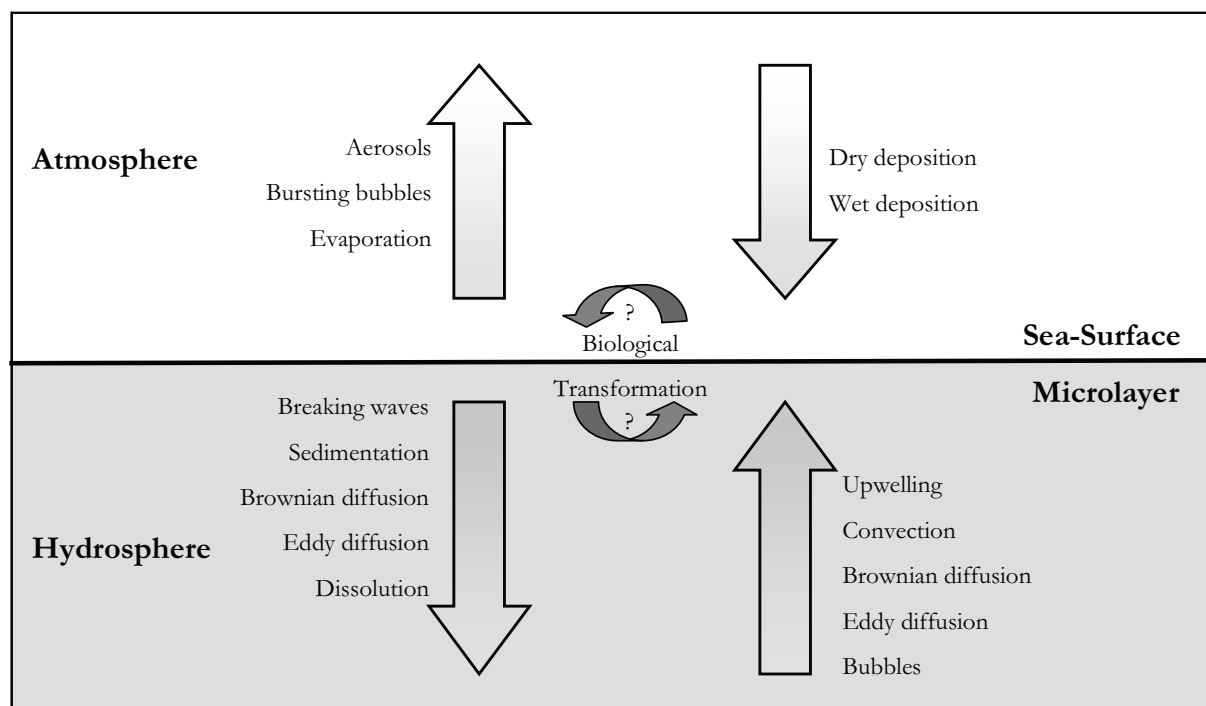 Atmosphere
Aerosols
Bursting bubbles
Evaporation
Dry deposition
Wet deposition
?
Biological
Sea-Surface
Transformation
?
Microlayer
Hydrosphere
Breaking waves
Sedimentation
Brownian diffusion
Eddy diffusion
Dissolution
Upwelling
Convection
Brownian diffusion
Eddy diffusion
Bubbles